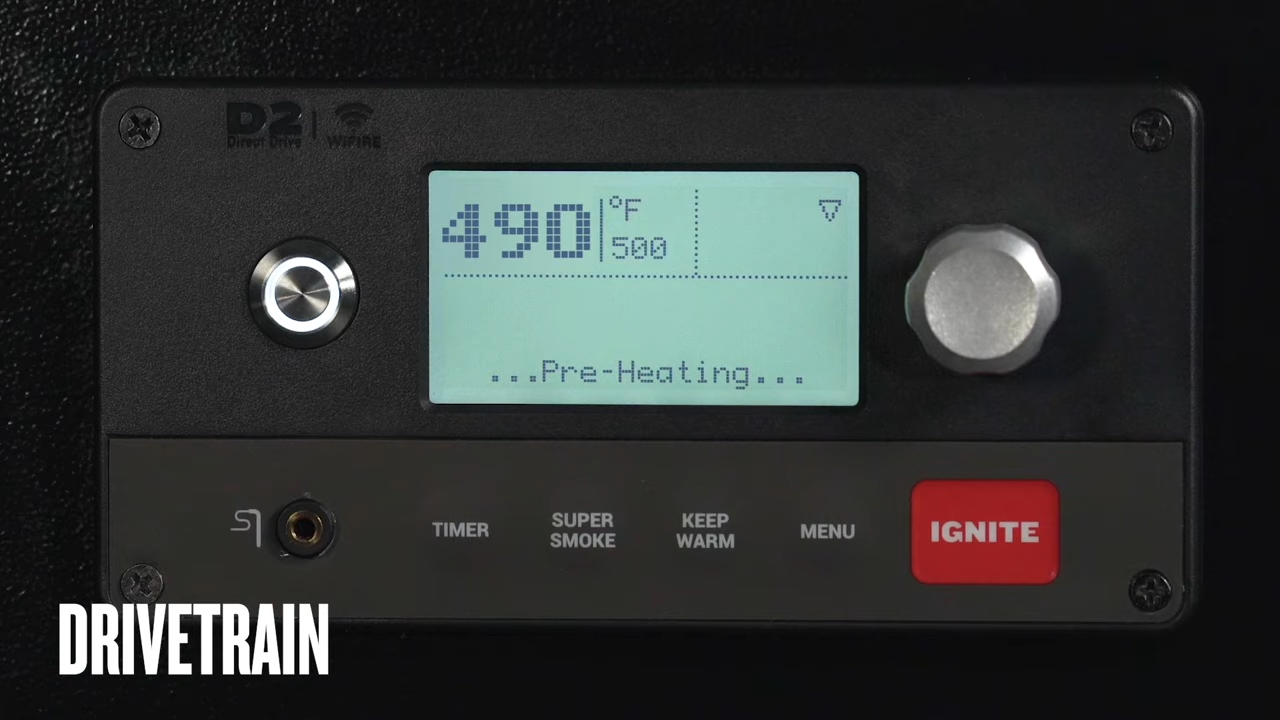 D2
Direct Drive
WiFIRE
490
°F
500
...Pre-Heating...
TIMER
SUPER
SMOKE
KEEP
WARM
MENU
IGNITE
DRIVETRAIN